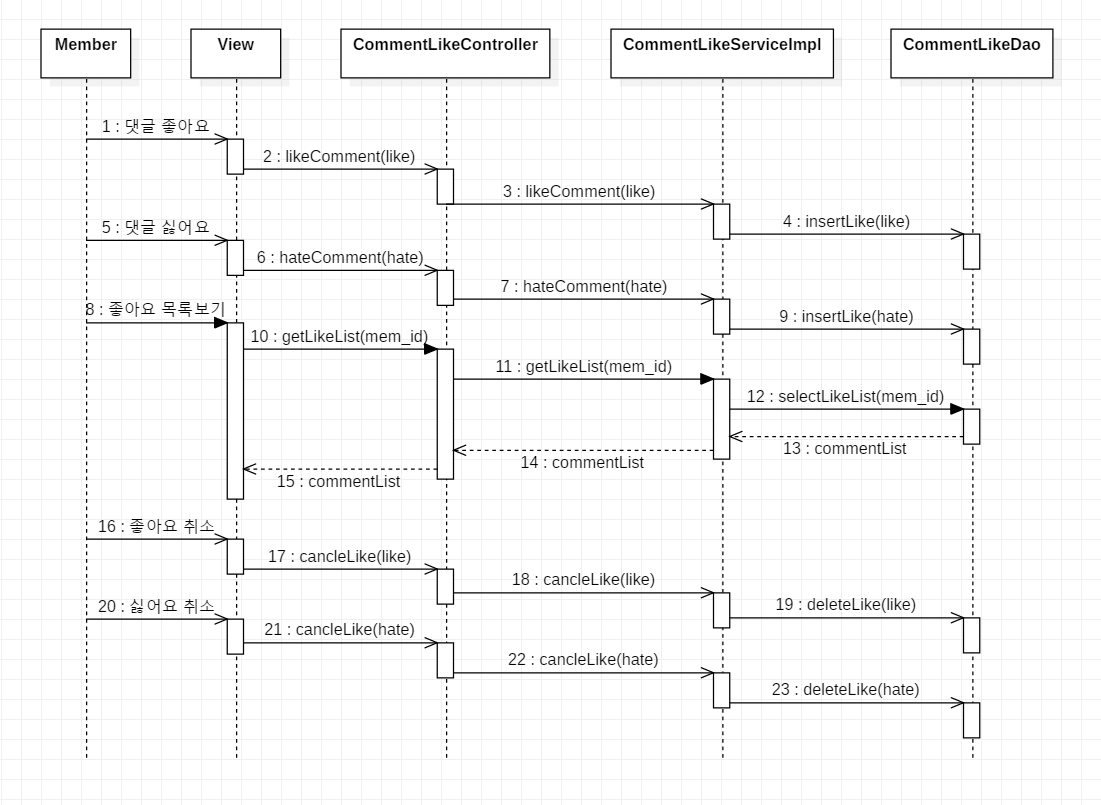 Member
View
CommentLikeController
CommentLikeServiceImpl
CommentLikeDao
1 : 댓글 좋아요
2 : likeComment(like)
3 : likeComment(like)
4 : insertLike(like)
5 : 댓글 싫어요
6 : hateComment(hate)
7 : hateComment(hate)
8 : 좋아요 목록보기
9 : insertLike(hate)
10 : getLikeList(mem_id)
11 : getLikeList(mem_id)
12 : selectLikeList(mem_id)
13 : commentList
14 : commentList
15 : commentList
16 : 좋아요 취소
17 : cancleLike(like)
18 : cancleLike(like)
19 : deleteLike(like)
20 : 싫어요 취소
21 : cancleLike(hate)
22 : cancleLike(hate)
23 : deleteLike(hate)